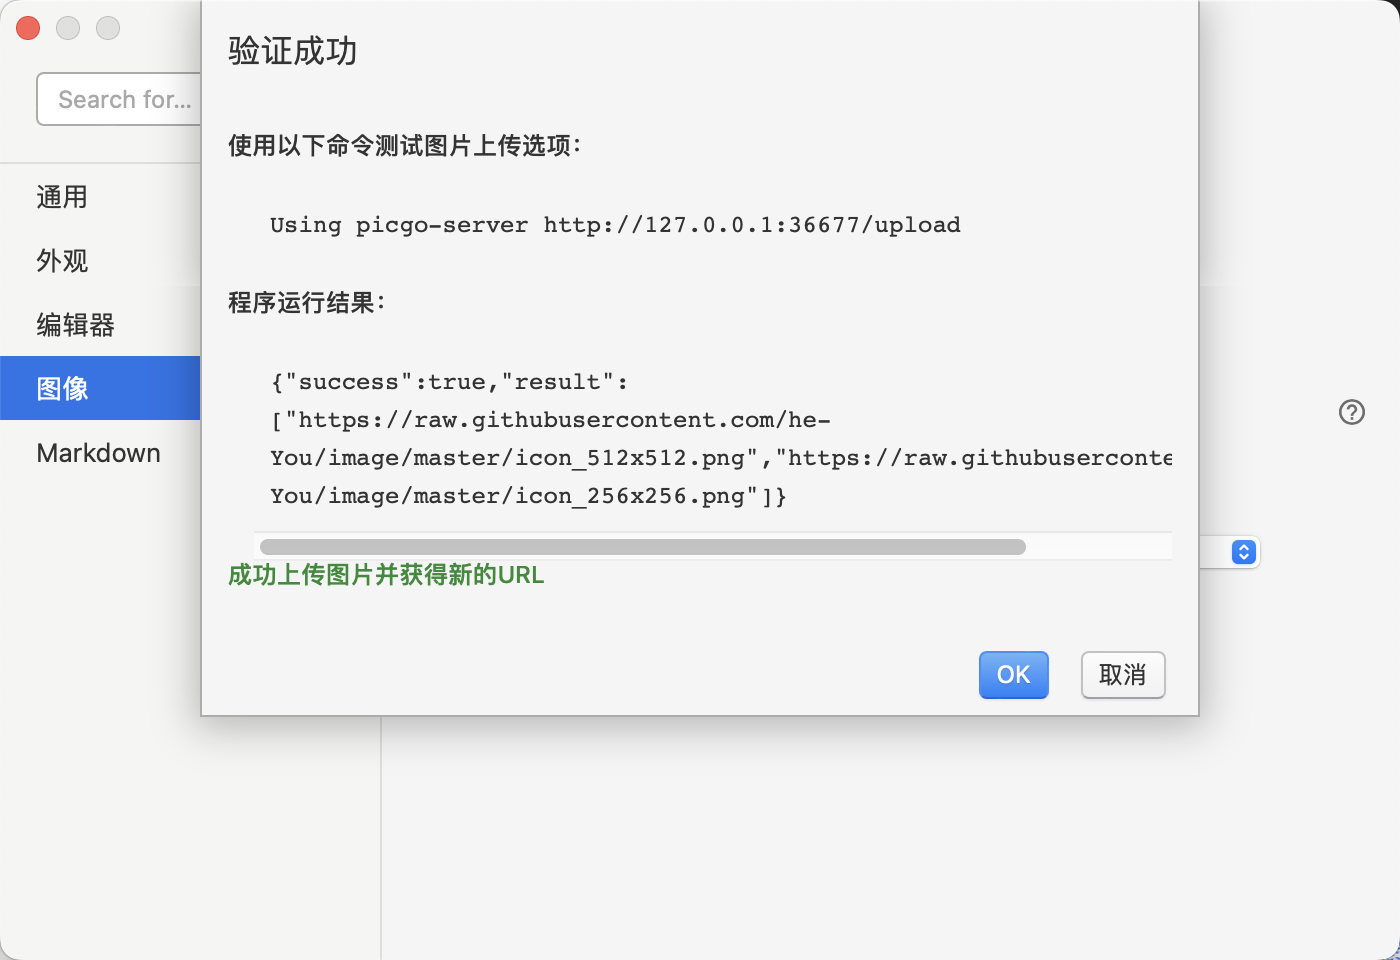 验证成功
Search for...
使用以下命令测试图片上传选项:
通用
Using picgo-server http://127.0.0.1:36677/upload
外观
程序运行结果:
编辑器
图像
Markdown
{"success":true,"result":
["https://raw.githubusercontent.com/he-
You/image/master/icon_512x512.png","https://raw.githubuserconte
You/image/master/icon_256x256.png"]}
成功上传图片并获得新的URL
OK
取消